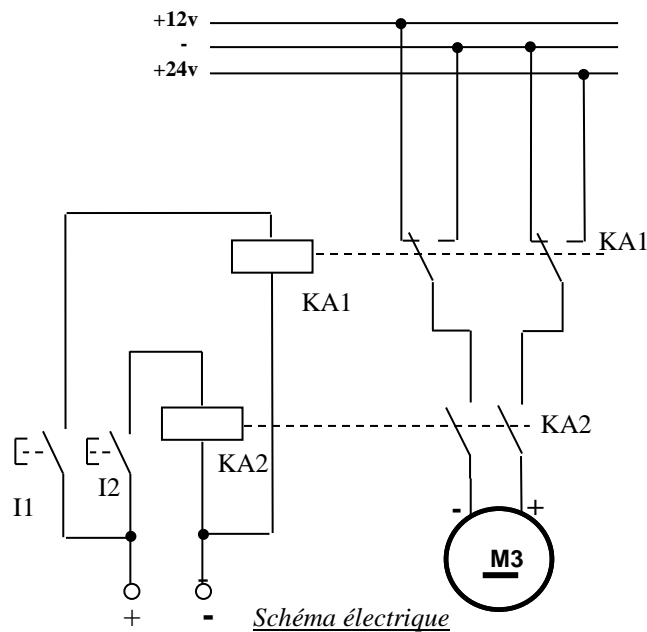 +12v
-
+24v
KA1
KA1
KA2
KA2
I1
I2
- +
M3
+ -
Schéma électrique